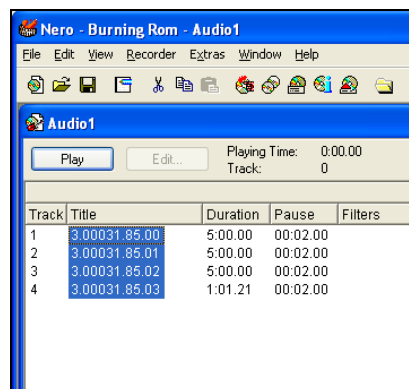 Nero - Burning Rom - Audio1
File Edit View Recorder Extras Window Help
Audio1
Play Edit... Playing Time: 0:00.00
Track: 0
Track Title Duration Pause Filters
1 3.00031.85.00 5:00.00 00:02.00
2 3.00031.85.01 5:00.00 00:02.00
3 3.00031.85.02 5:00.00 00:02.00
4 3.00031.85.03 1:01.21 00:02.00